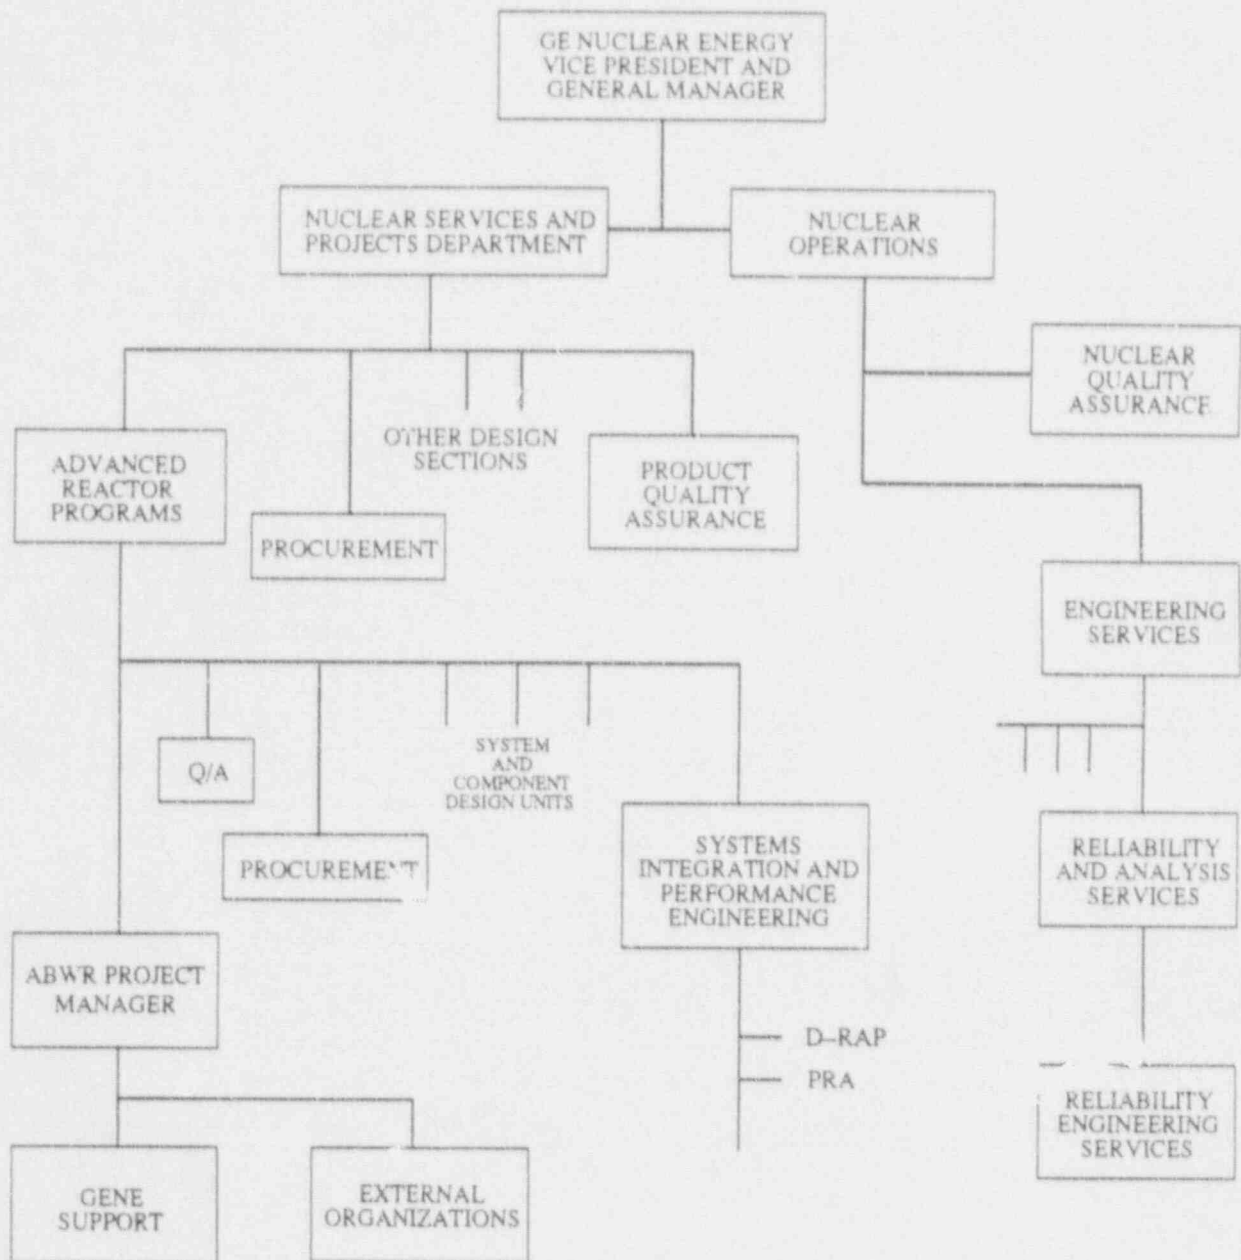 GE NUCLEAR ENERGY
VICE PRESIDENT AND
GENERAL MANAGER
NUCLEAR SERVICES AND
PROJECTS DEPARTMENT
NUCLEAR
OPERATIONS
NUCLEAR
QUALITY
ASSURANCE
OTHER DESIGN
SECTIONS
ADVANCED
REACTOR
PROGRAMS
PRODUCT
QUALITY
ASSURANCE
PROCUREMENT
ENGINEERING
SERVICES
Q/A
SYSTEM
AND
COMPONENT
DESIGN UNITS
PROCUREMENT
SYSTEMS
INTEGRATION AND
PERFORMANCE
ENGINEERING
RELIABILITY
AND ANALYSIS
SERVICES
ABWR PROJECT
MANAGER
D-RAP
PRA
RELIABILITY
ENGINEERING
SERVICES
GENE
SUPPORT
EXTERNAL
ORGANIZATIONS